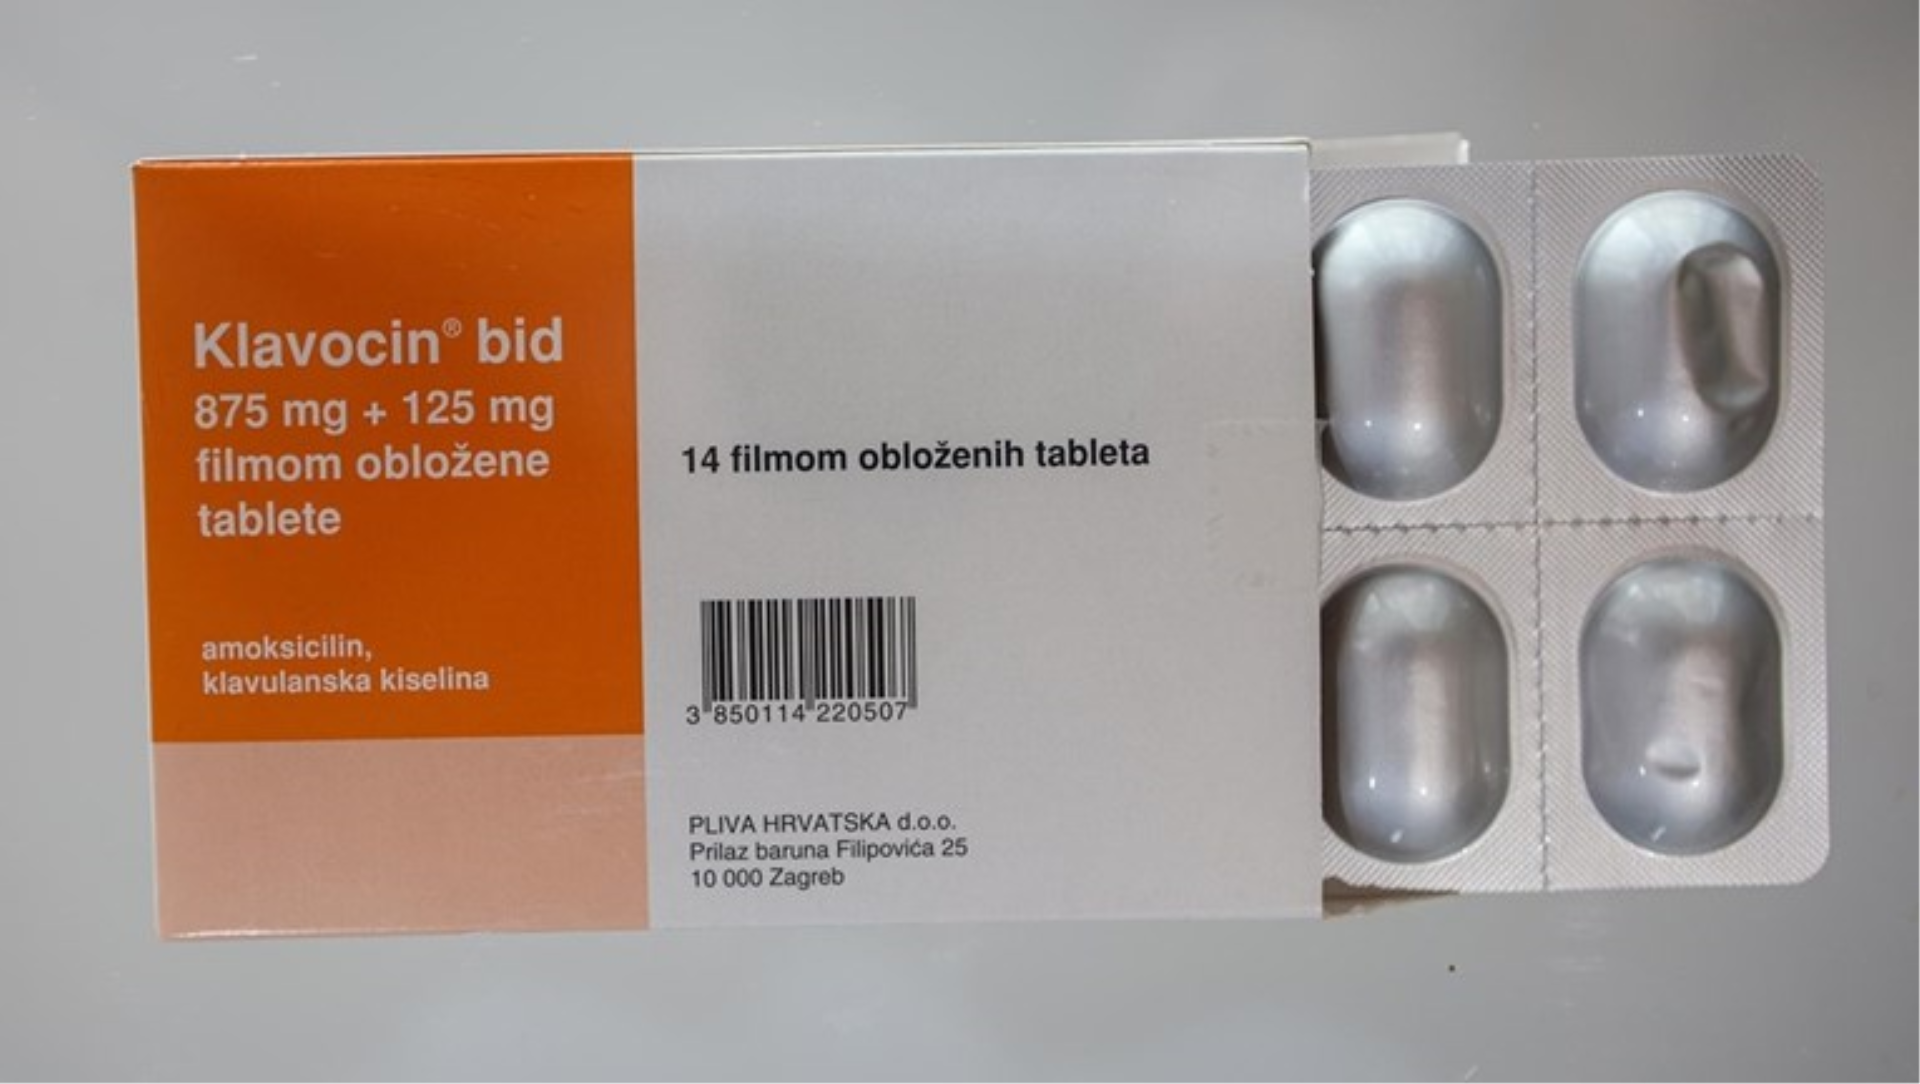 Klavocin® bid
875 mg + 125 mg
filmom obložene
tablete
amoksicilin,
klavulanska kiselina
14 filmom obloženih tableta
3 850114 220507
PLIVA HRVATSKA d.o.o.
Prilaz baruna Filipovića 25
10 000 Zagreb